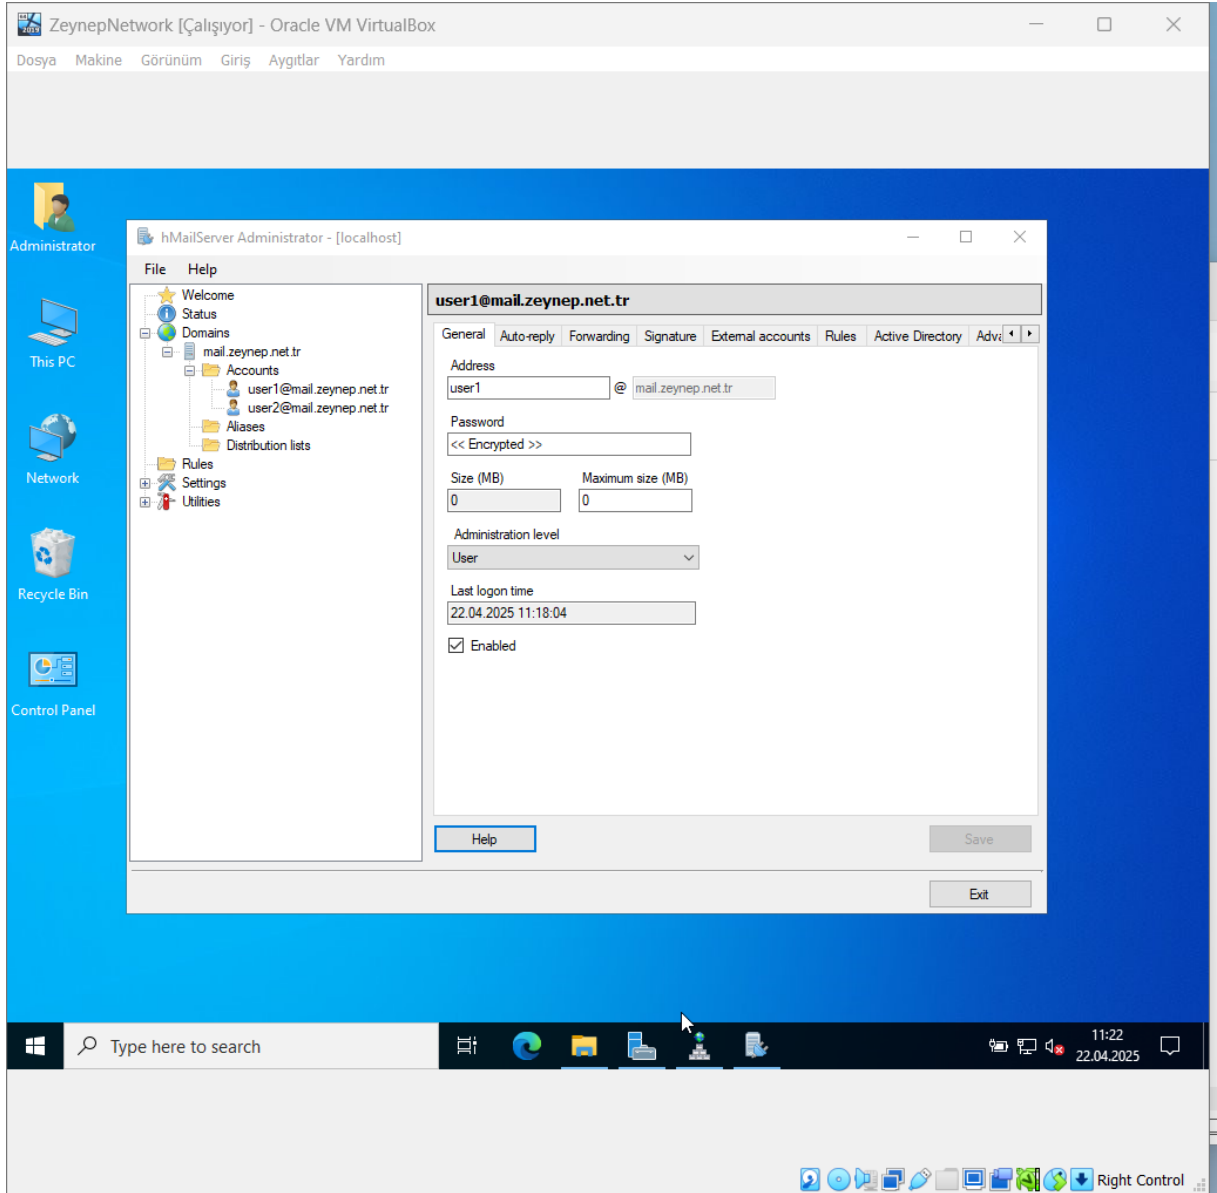 ZeynepNetwork [Çalışıyor] - Oracle VM VirtualBox
Dosya Makine Görünüm Giriş Aygıtlar Yardım
Administrator
This PC
Network
Recycle Bin
Control Panel
hMailServer Administrator - [localhost]
File Help
Welcome
Status
Domains
mail.zeynep.net.tr
Accounts
user1@mail.zeynep.net.tr
user2@mail.zeynep.net.tr
Aliases
Distribution lists
Rules
Settings
Utilities
user1@mail.zeynep.net.tr
General Auto-reply Forwarding Signature External accounts Rules Active Directory Adva
Address
user1 @ mail.zeynep.net.tr
Password
<< Encrypted >>
Size (MB) Maximum size (MB)
0 0
Administration level
User
Last logon time
22.04.2025 11:18:04
Enabled
Help Save
Exit
Type here to search
11:22
22.04.2025
Right Control